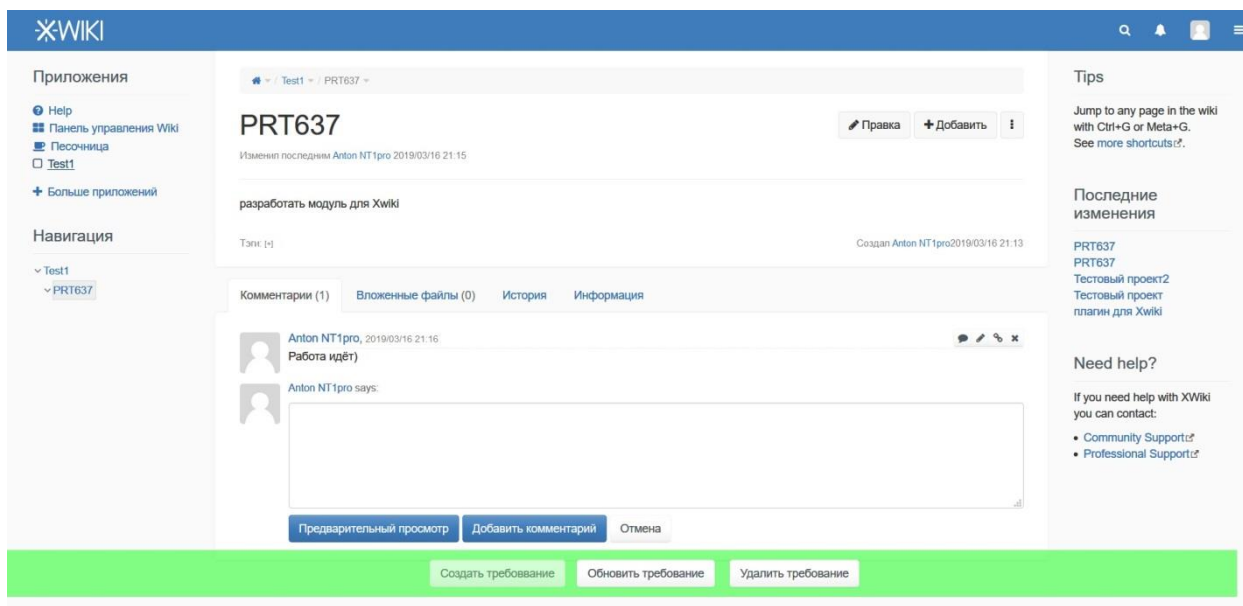 XWIKI
Приложения
Help
Панель управления Wiki
Песочница
Test1
Больше приложений
Навигация
Test1
PRT637
/ Test1 / PRT637
PRT637
Правка
Добавить
Изменил последним Anton NT1pro 2019/03/16 21:15
разработать модуль для Xwiki
Тэги: [+]
Создал Anton NT1pro2019/03/16 21:13
Комментарии (1) Вложенные файлы (0) История Информация
Anton NT1pro, 2019/03/16 21:16
Работа идёт)
Anton NT1pro says:
Предварительный просмотр Добавить комментарий Отмена
Tips
Jump to any page in the wiki
with Ctrl+G or Meta+G.
See more shortcuts.
Последние
изменения
PRT637
PRT637
Тестовый проект2
Тестовый проект
плагин для Xwiki
Need help?
If you need help with XWiki
you can contact:
• Community Support
• Professional Support
Создать требоввание Обновить требование Удалить требование